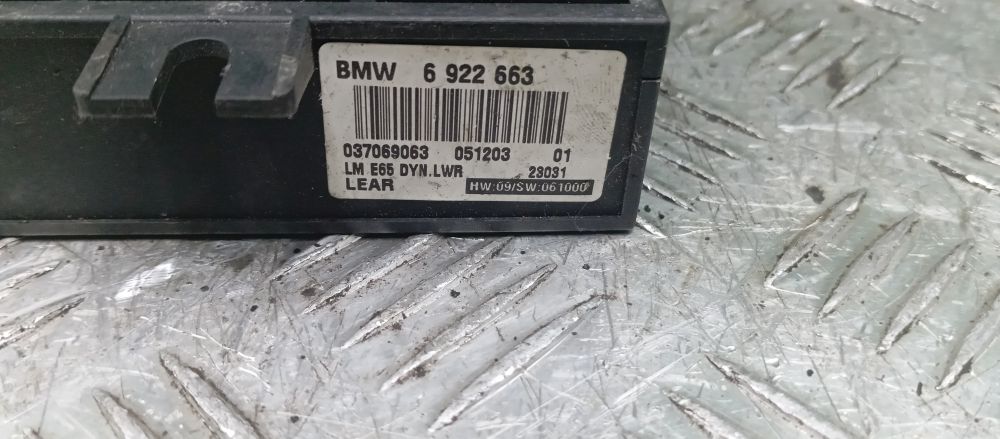 BMW 6 922 663
037069063 051203 01
LM E65 DYN.LWR 23031
LEAR HW:09/SW:061000